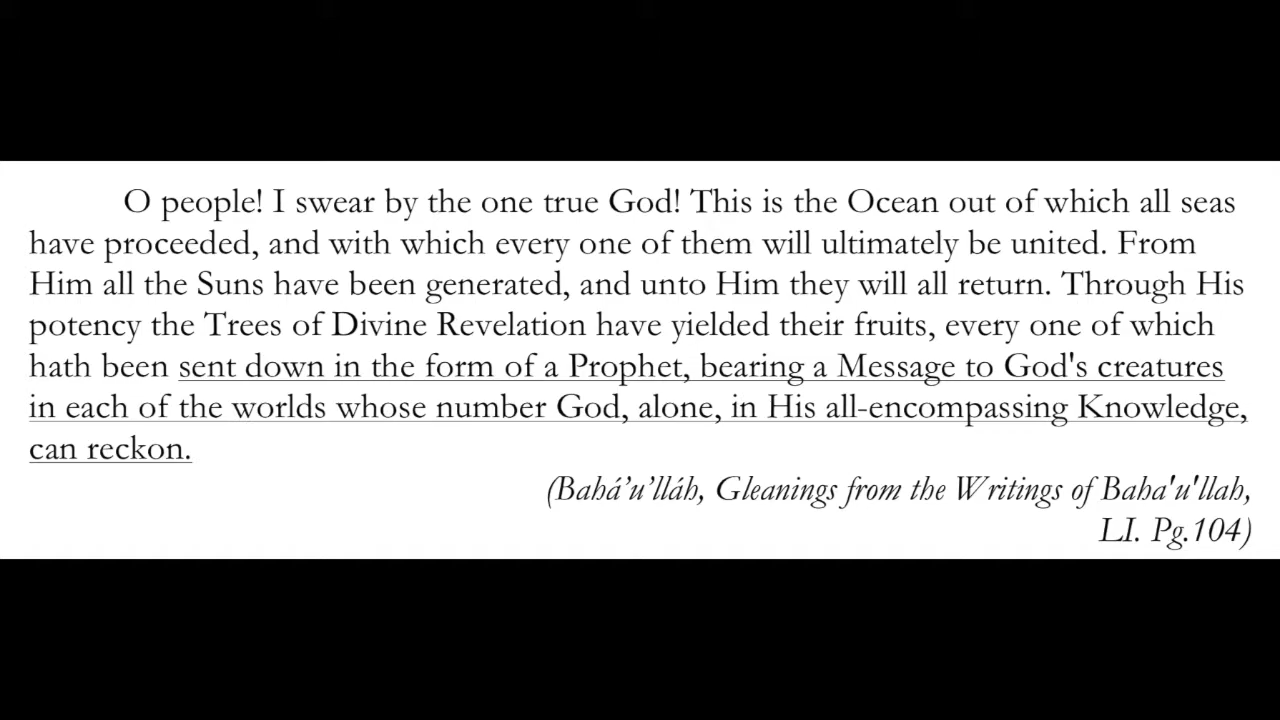 O people! I swear by the one true God! This is the Ocean out of which all seas
have proceeded, and with which every one of them will ultimately be united. From
Him all the Suns have been generated, and unto Him they will all return. Through His
potency the Trees of Divine Revelation have yielded their fruits, every one of which
hath been sent down in the form of a Prophet, bearing a Message to God's creatures
in each of the worlds whose number God, alone, in His all-encompassing Knowledge,
can reckon.
(Bahá’u’lláh, Gleanings from the Writings of Baha'u'llah,
LI. Pg.104)